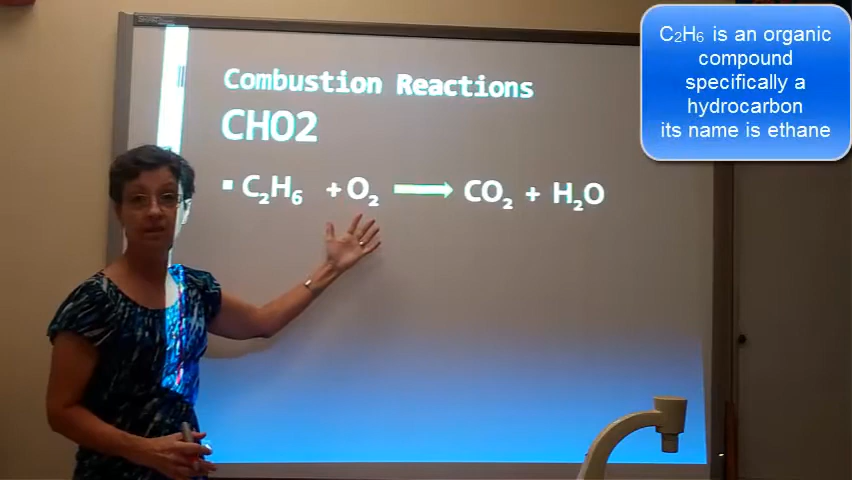 Combustion Reactions
CHO2
▪ C₂H₆ + O₂ ⟶ CO₂ + H₂O
C₂H₆ is an organic
compound
specifically a
hydrocarbon
its name is ethane